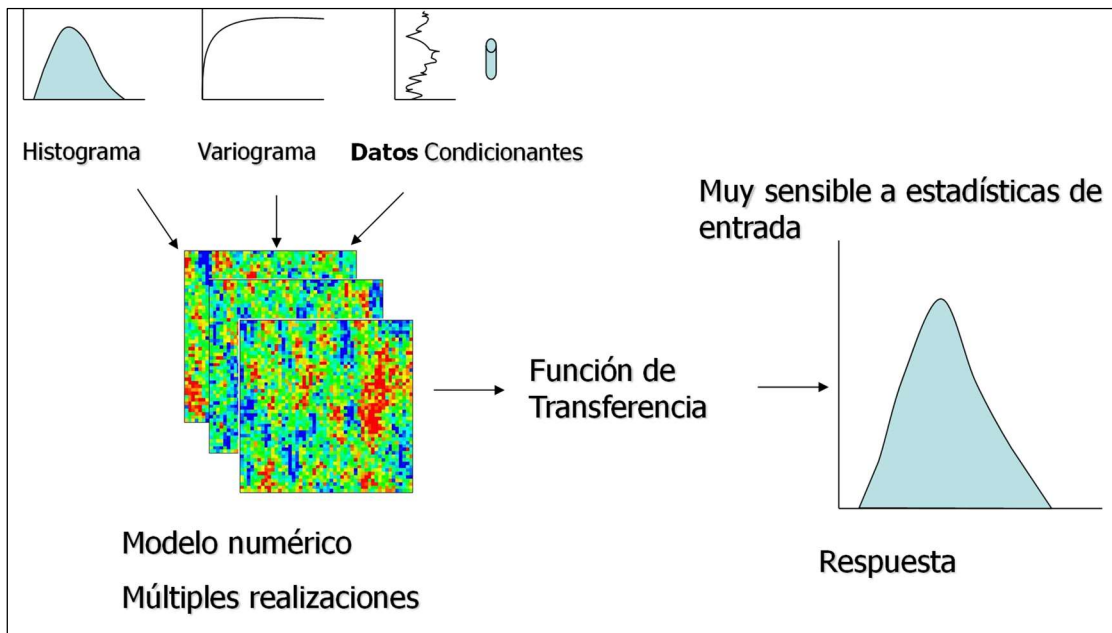 Histograma
Variograma
Datos Condicionantes
Muy sensible a estadísticas de
entrada
Función de
Transferencia
Modelo numérico
Múltiples realizaciones
Respuesta